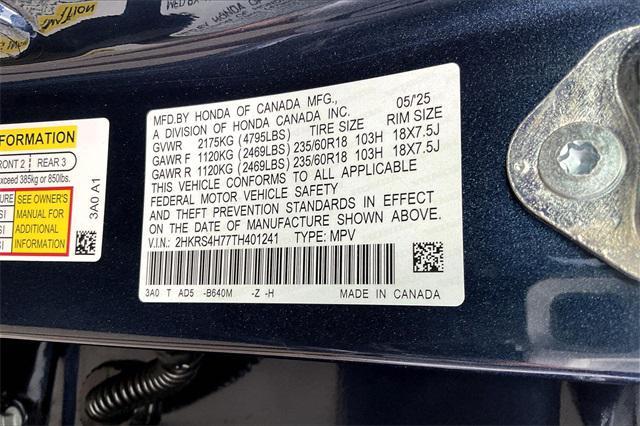 MFD.BY HONDA OF CANADA MFG., 05/'25
A DIVISION OF HONDA CANADA INC.
GVWR 2175KG (4795LBS) TIRE SIZE RIM SIZE
GAWR F 1120KG (2469LBS) 235/60R18 103H 18X7.5J
GAWR R 1120KG (2469LBS) 235/60R18 103H 18X7.5J
THIS VEHICLE CONFORMS TO ALL APPLICABLE
FEDERAL MOTOR VEHICLE SAFETY
AND THEFT PREVENTION STANDARDS IN EFFECT
ON THE DATE OF MANUFACTURE SHOWN ABOVE.
V.I.N.: 2HKRS4H77TH401241 TYPE: MPV
3A0 T AD5 -B640M -Z -H MADE IN CANADA
INFORMATION
FRONT 2 REAR 3
exceed 385kg or 850lbs.
SEE OWNER'S
MANUAL FOR
ADDITIONAL
INFORMATION
3A0 A1